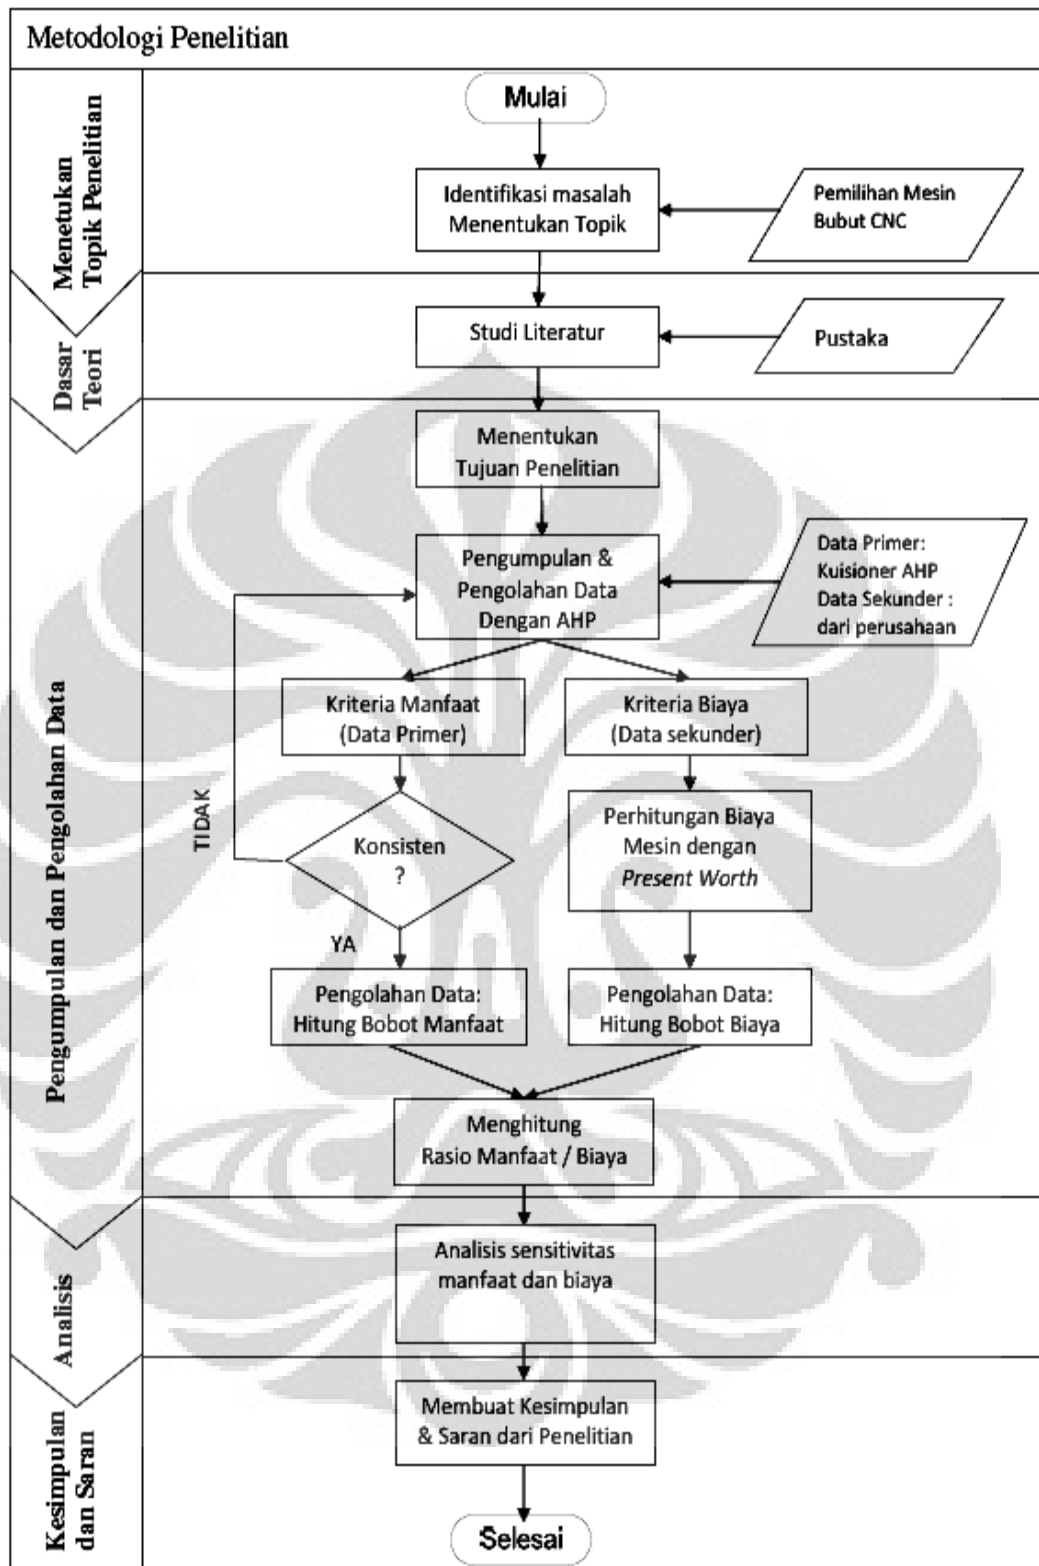 Metodologi Penelitian
Menetukan
Topik Penelitian
Mulai
Identifikasi masalah
Menentukan Topik
Pemilihan Mesin
Bubut CNC
Dasar
Teori
Studi Literatur
Pustaka
Pengumpulan dan Pengolahan Data
Menentukan
Tujuan Penelitian
Pengumpulan &
Pengolahan Data
Dengan AHP
Data Primer:
Kuisioner AHP
Data Sekunder :
dari perusahaan
Kriteria Manfaat
(Data Primer)
Kriteria Biaya
(Data sekunder)
TIDAK
Konsisten
?
Perhitungan Biaya
Mesin dengan
Present Worth
YA
Pengolahan Data:
Hitung Bobot Manfaat
Pengolahan Data:
Hitung Bobot Biaya
Menghitung
Rasio Manfaat / Biaya
Analisis
Analisis sensitivitas
manfaat dan biaya
Kesimpulan
dan Saran
Membuat Kesimpulan
& Saran dari Penelitian
Selesai